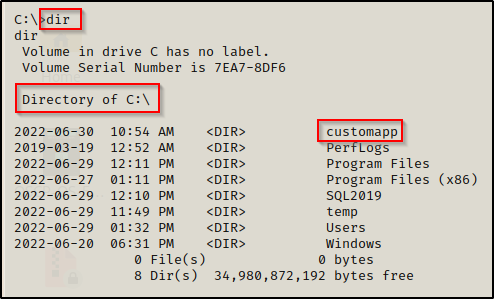 C:\>dir
dir
 Volume in drive C has no label.
 Volume Serial Number is 7EA7-8DF6

 Directory of C:\

2022-06-30  10:54 AM    <DIR>          customapp
2019-03-19  12:52 AM    <DIR>          PerfLogs
2022-06-29  12:11 PM    <DIR>          Program Files
2022-06-27  01:11 PM    <DIR>          Program Files (x86)
2022-06-29  12:10 PM    <DIR>          SQL2019
2022-06-29  11:49 PM    <DIR>          temp
2022-06-29  01:32 PM    <DIR>          Users
2022-06-20  06:31 PM    <DIR>          Windows
               0 File(s)              0 bytes
               8 Dir(s)  34,980,872,192 bytes free